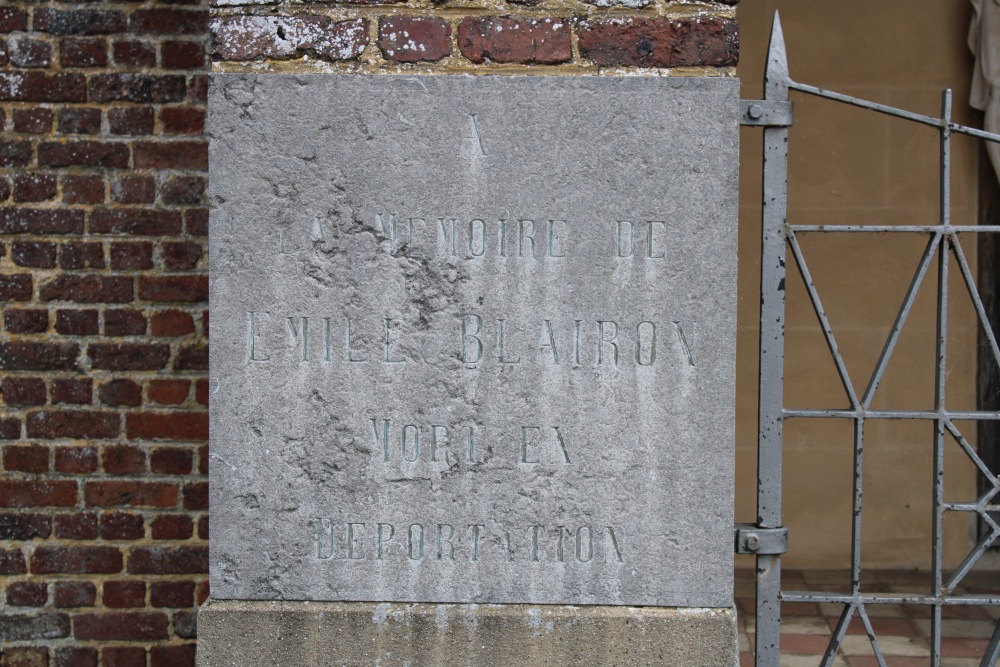 A
LA MEMOIRE DE
EMILE BLAIRON
MORT EN
DEPORTATION